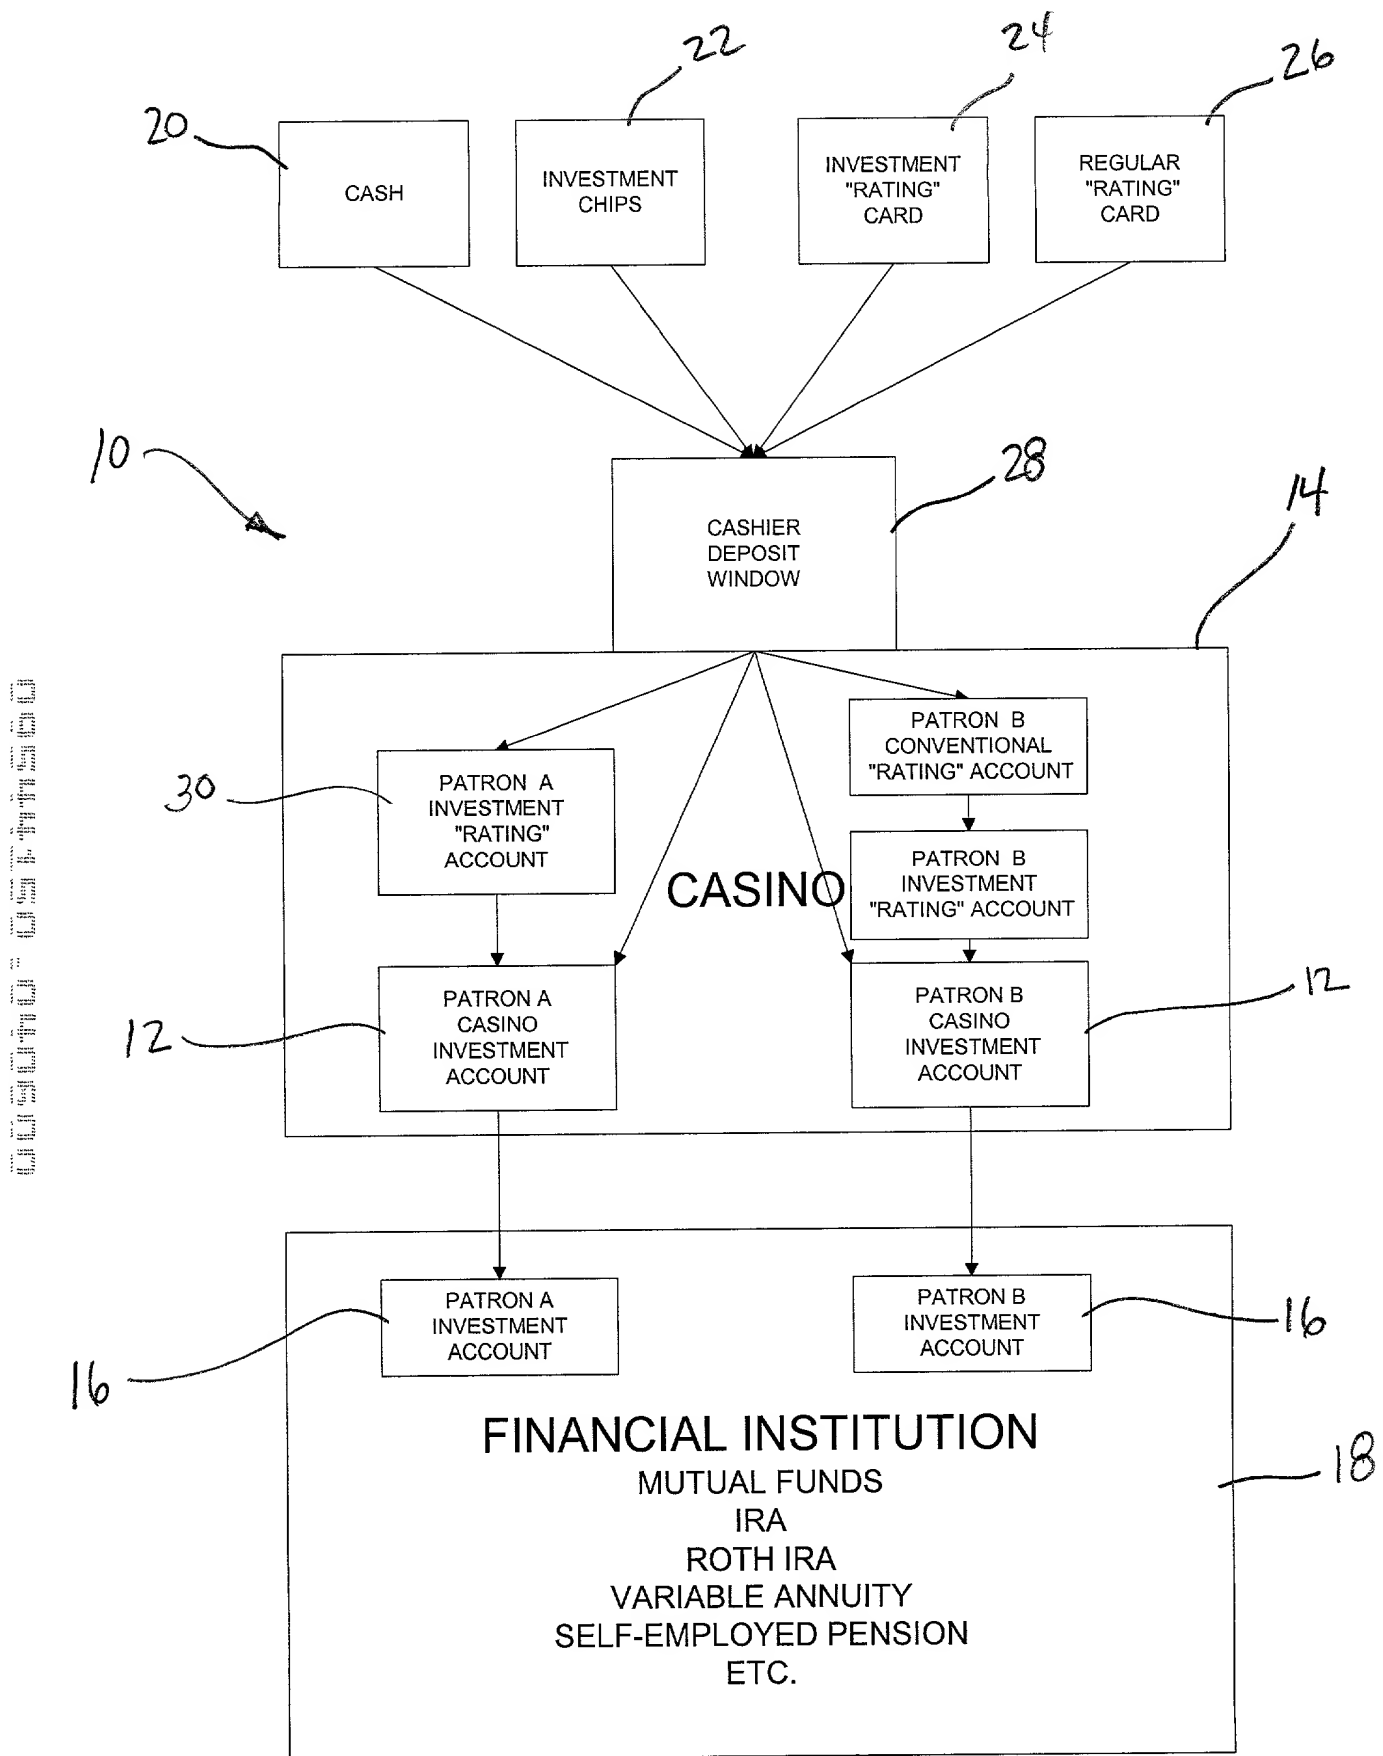 22
24
26
20
CASH
INVESTMENT
CHIPS
INVESTMENT
"RATING"
CARD
REGULAR
"RATING"
CARD
10
28
14
CASHIER
DEPOSIT
WINDOW
30
PATRON A
INVESTMENT
"RATING"
ACCOUNT
PATRON B
CONVENTIONAL
"RATING" ACCOUNT
PATRON B
INVESTMENT
"RATING" ACCOUNT
CASINO
12
PATRON A
CASINO
INVESTMENT
ACCOUNT
PATRON B
CASINO
INVESTMENT
ACCOUNT
12
16
PATRON A
INVESTMENT
ACCOUNT
PATRON B
INVESTMENT
ACCOUNT
16
FINANCIAL INSTITUTION
MUTUAL FUNDS
IRA
ROTH IRA
VARIABLE ANNUITY
SELF-EMPLOYED PENSION
ETC.
18